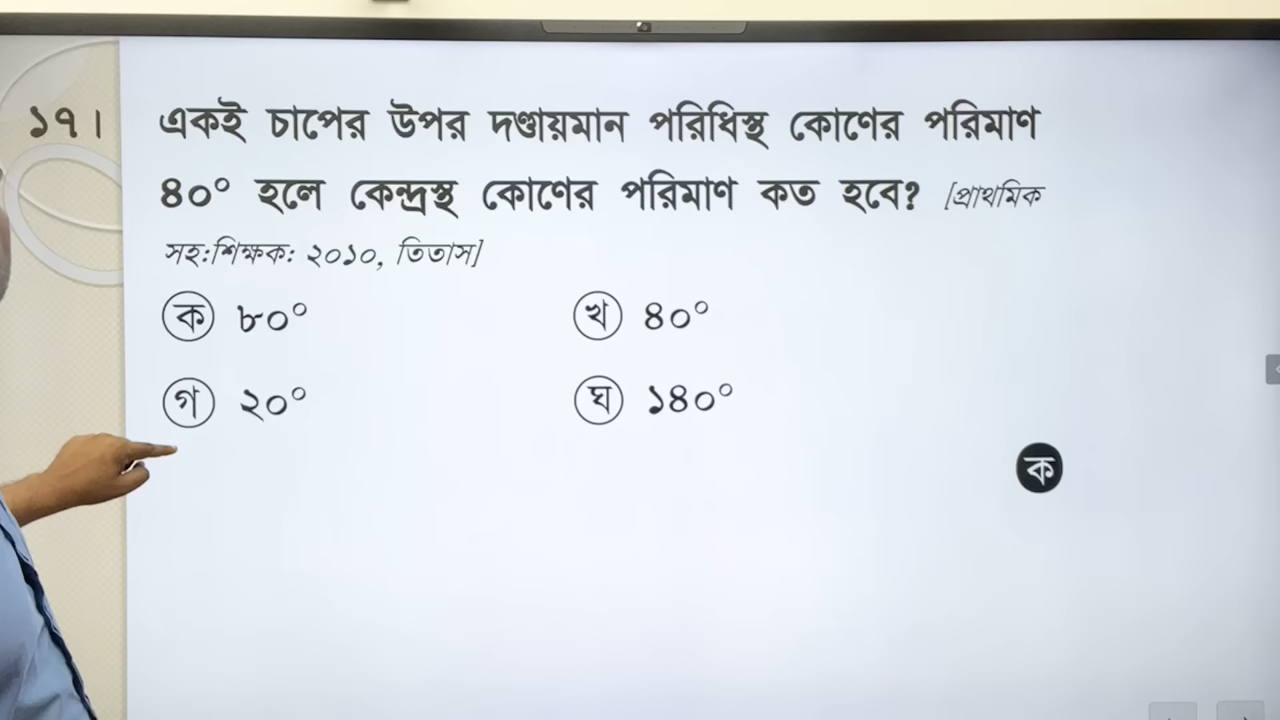 ১৭। একই চাপের উপর দণ্ডায়মান পরিধিস্থ কোণের পরিমাণ
৪০° হলে কেন্দ্রস্থ কোণের পরিমাণ কত হবে? [প্রাথমিক
সহ:শিক্ষক: ২০১০, তিতাস]
ক ৮০° খ ৪০°
গ ২০° ঘ ১৪০°
ক